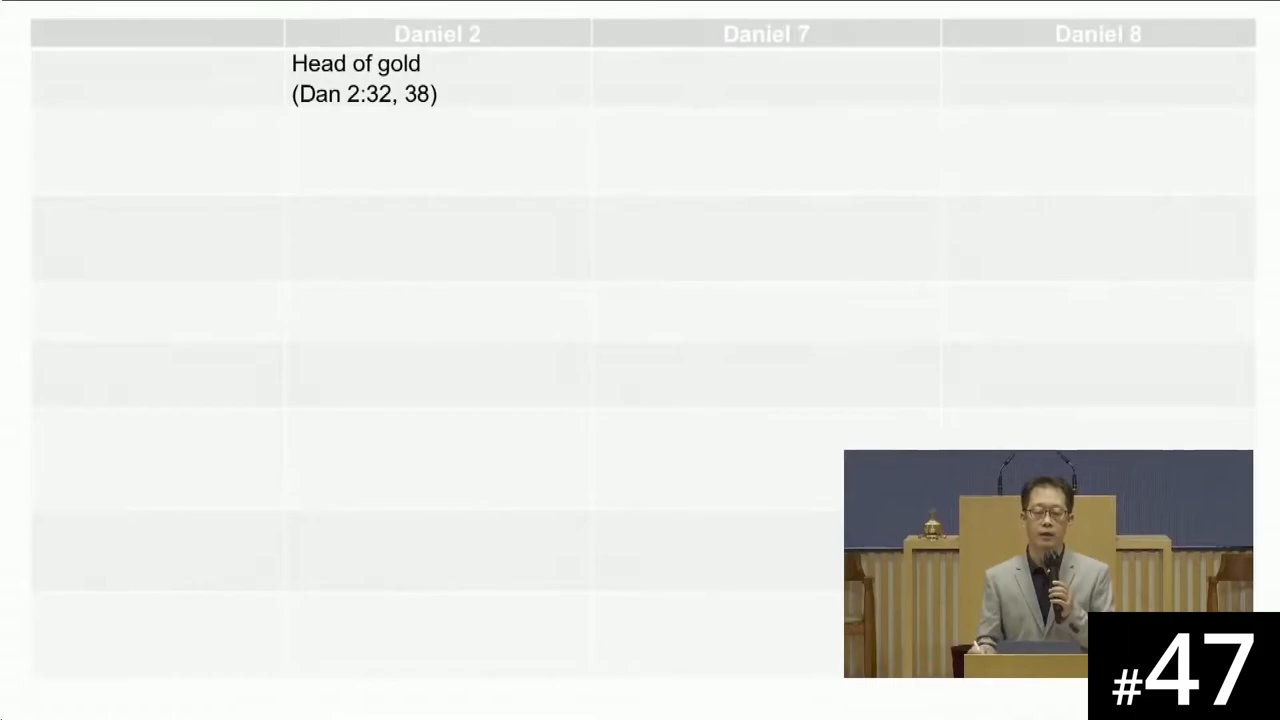 Daniel 2
Daniel 7
Daniel 8
Head of gold
(Dan 2:32, 38)
#47